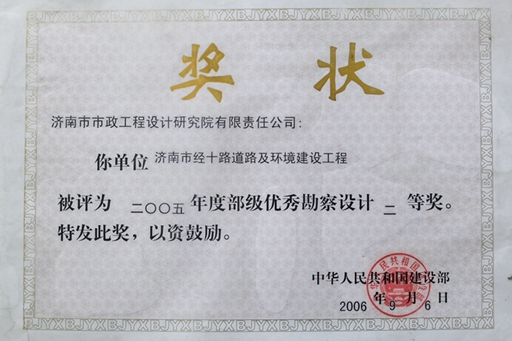 奖 状
济南市市政工程设计研究院有限责任公司:
你单位 济南市经十路道路及环境建设工程
被评为 二〇〇五 年度部级优秀勘察设计 二 等奖。
特发此奖,以资鼓励。
中华人民共和国建设部
2006 年 9 月 6 日